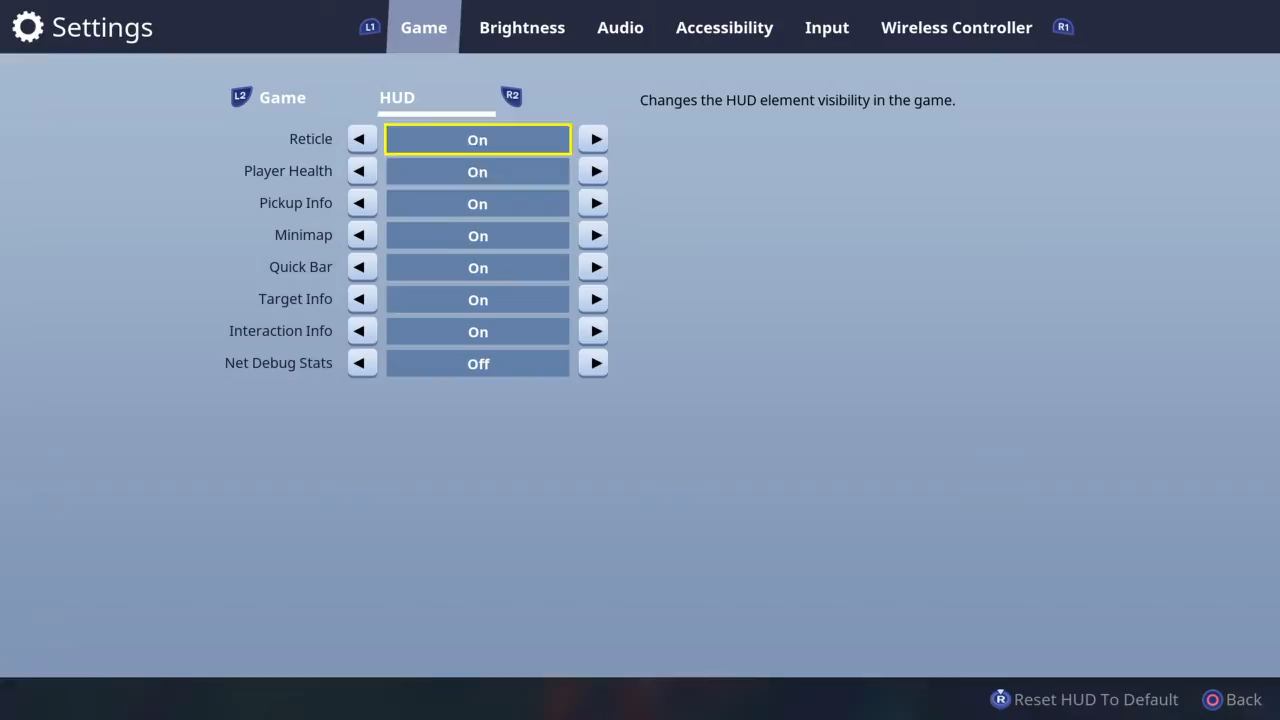 Settings
L1 Game Brightness Audio Accessibility Input Wireless Controller R1
L2 Game HUD R2
Changes the HUD element visibility in the game.
Reticle On
Player Health On
Pickup Info On
Minimap On
Quick Bar On
Target Info On
Interaction Info On
Net Debug Stats Off
R Reset HUD To Default Back